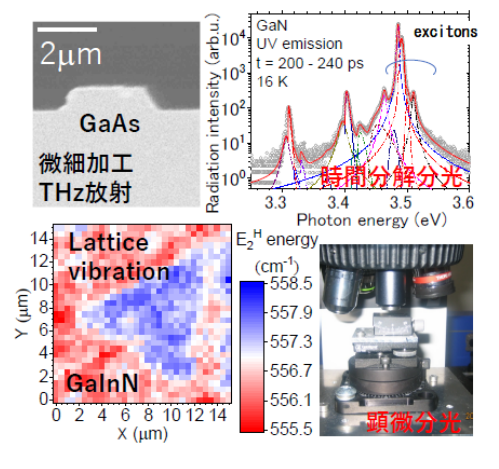 2μm
GaAs
微細加工
THz放射
Radiation intensity (arb.u.)
10⁴
10³
10²
10¹
10⁰
GaN
UV emission
t = 200 - 240 ps
16 K
excitons
時間分解分光
3.3 3.4 3.5 3.6
Photon energy (eV)
Y (μm)
14
12
10
8
6
4
2
0
Lattice
vibration
GaInN
0 2 4 6 8 10 12 14
X (μm)
E₂ᴴ energy
(cm⁻¹)
558.5
557.9
557.3
556.7
556.1
555.5
顕微分光